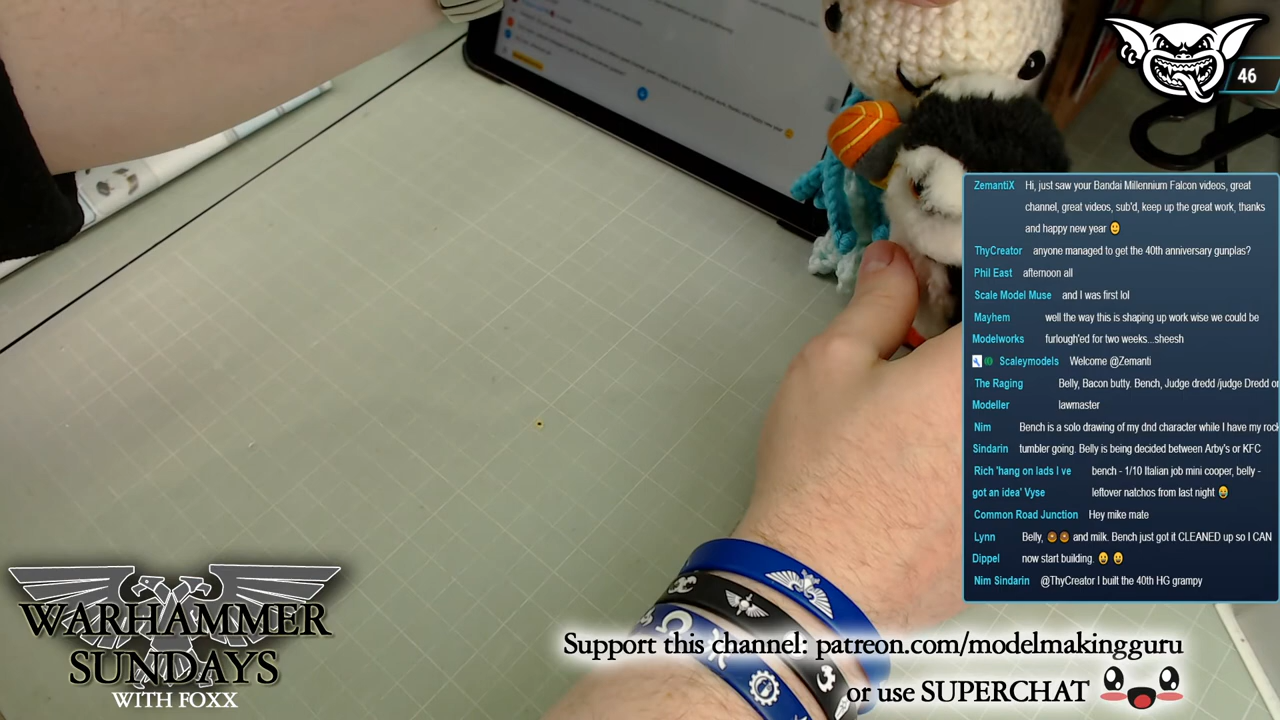 46
ZemantiX Hi, just saw your Bandai Millennium Falcon videos, great
channel, great videos, sub'd, keep up the great work, thanks
and happy new year
ThyCreator anyone managed to get the 40th anniversary gunplas?
Phil East afternoon all
Scale Model Muse and I was first lol
Mayhem well the way this is shaping up work wise we could be
Modelworks furlough'ed for two weeks...sheesh
Scaleymodels Welcome @Zemanti
The Raging Belly, Bacon butty. Bench, Judge dredd /judge Dredd on
Modeller lawmaster
Nim Bench is a solo drawing of my dnd character while I have my rock
Sindarin tumbler going. Belly is being decided between Arby's or KFC
Rich 'hang on lads I ve bench - 1/10 Italian job mini cooper, belly -
got an idea' Vyse leftover natchos from last night
Common Road Junction Hey mike mate
Lynn Belly, and milk. Bench just got it CLEANED up so I CAN
Dippel now start building.
Nim Sindarin @ThyCreator I built the 40th HG grampy
WARHAMMER
SUNDAYS
WITH FOXX
Support this channel: patreon.com/modelmakingguru
or use SUPERCHAT